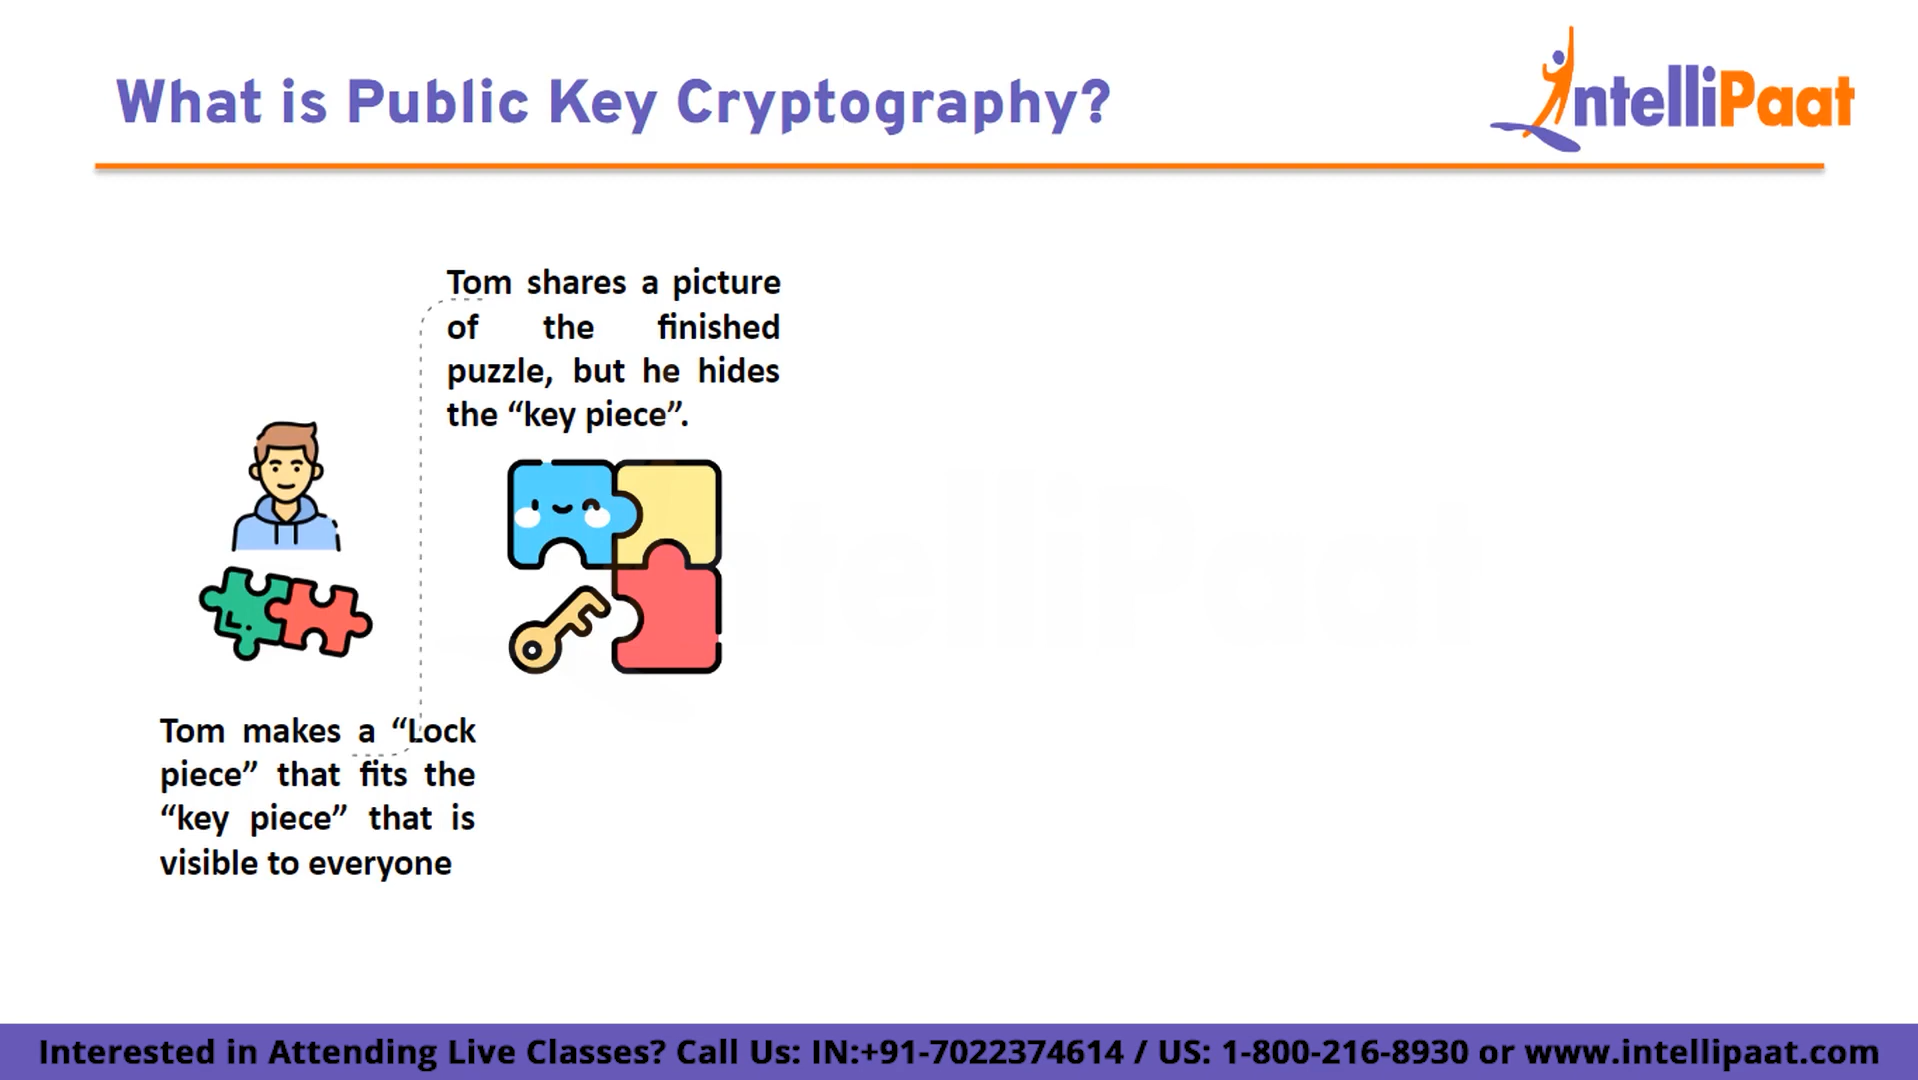 What is Public Key Cryptography?
IntelliPaat
Tom shares a picture
of the finished
puzzle, but he hides
the “key piece”.
Tom makes a “Lock
piece” that fits the
“key piece” that is
visible to everyone
Interested in Attending Live Classes? Call Us: IN:+91-7022374614 / US: 1-800-216-8930 or www.intellipaat.com